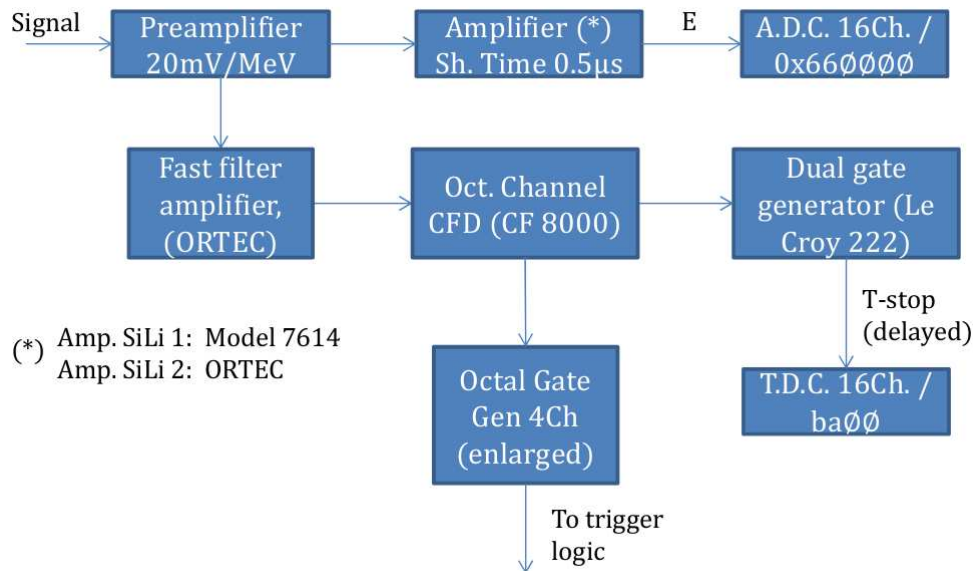 Signal
Preamplifier
20mV/MeV
Amplifier (*)
Sh. Time 0.5μs
E
A.D.C. 16Ch. /
0x66ØØØØ
Fast filter
amplifier,
(ORTEC)
Oct. Channel
CFD (CF 8000)
Dual gate
generator (Le
Croy 222)
T-stop
(delayed)
(*) Amp. SiLi 1: Model 7614
Amp. SiLi 2: ORTEC
Octal Gate
Gen 4Ch
(enlarged)
T.D.C. 16Ch. /
baØØ
To trigger
logic